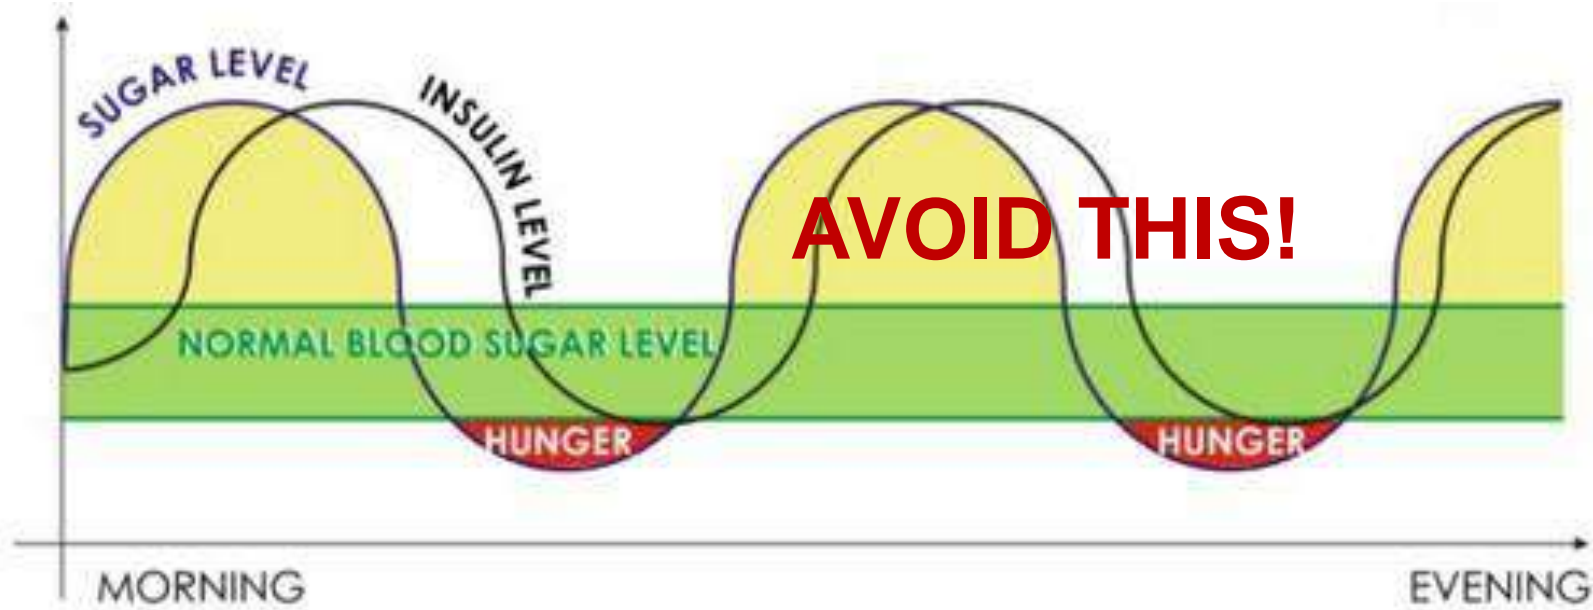 SUGAR LEVEL
INSULIN LEVEL
AVOID THIS!
NORMAL BLOOD SUGAR LEVEL
HUNGER
HUNGER
MORNING
EVENING